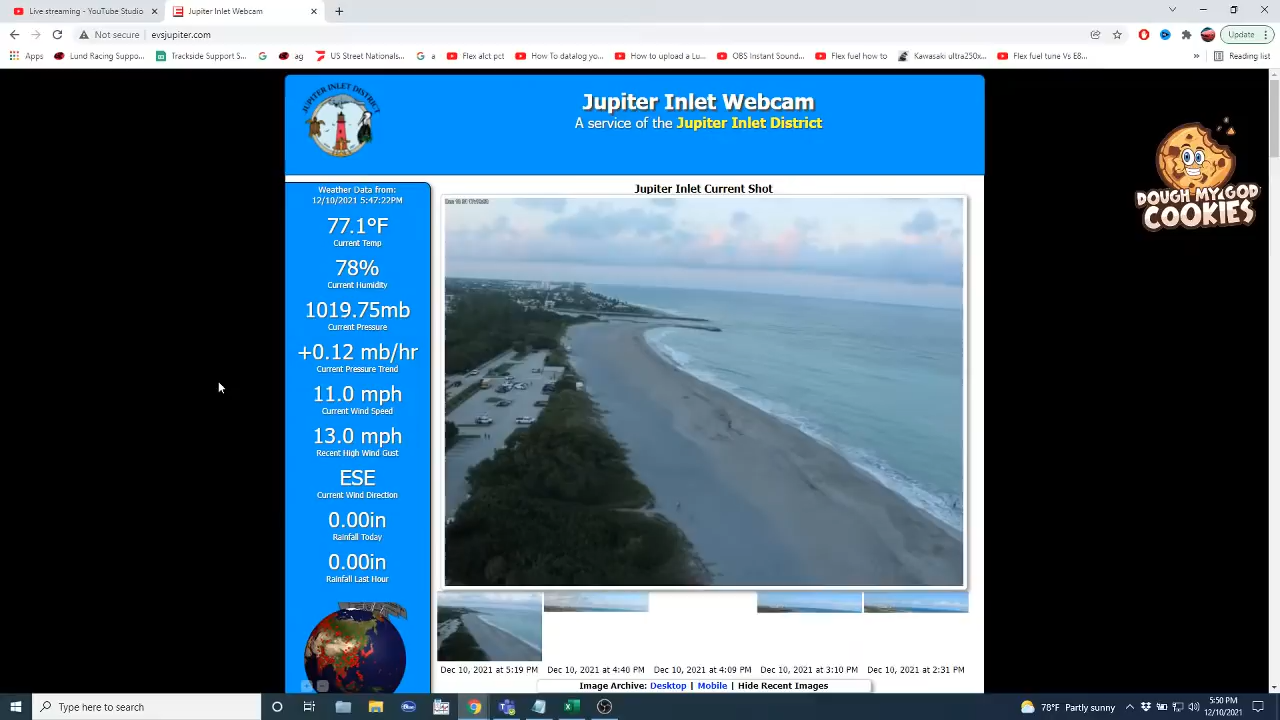 Live streaming - YouTube Studio
Jupiter Inlet Webcam
Not secure
evsjupiter.com
Update
Apps
Lund Racing Suppo...
Trackside Support S...
ag
US Street Nationals...
a
Flex alct pct
How To datalog yo...
How to upload a Lu...
OBS Instant Sound...
Flex fuel how to
Kawasaki ultra250x...
Flex fuel tune Vs E8...
Reading list
JUPITER INLET DISTRICT
Jupiter Inlet Webcam
A service of the Jupiter Inlet District
DOUGH MY GOD
COOKIES
Weather Data from:
12/10/2021 5:47:22PM
77.1°F
Current Temp
78%
Current Humidity
1019.75mb
Current Pressure
+0.12 mb/hr
Current Pressure Trend
11.0 mph
Current Wind Speed
13.0 mph
Recent High Wind Gust
ESE
Current Wind Direction
0.00in
Rainfall Today
0.00in
Rainfall Last Hour
Jupiter Inlet Current Shot
Dec 10, 2021 at 5:19 PM
Dec 10, 2021 at 4:40 PM
Dec 10, 2021 at 4:09 PM
Dec 10, 2021 at 3:10 PM
Dec 10, 2021 at 2:31 PM
Image Archive: Desktop | Mobile | Hide Recent Images
Type here to search
78°F Partly sunny
5:50 PM
12/10/2021